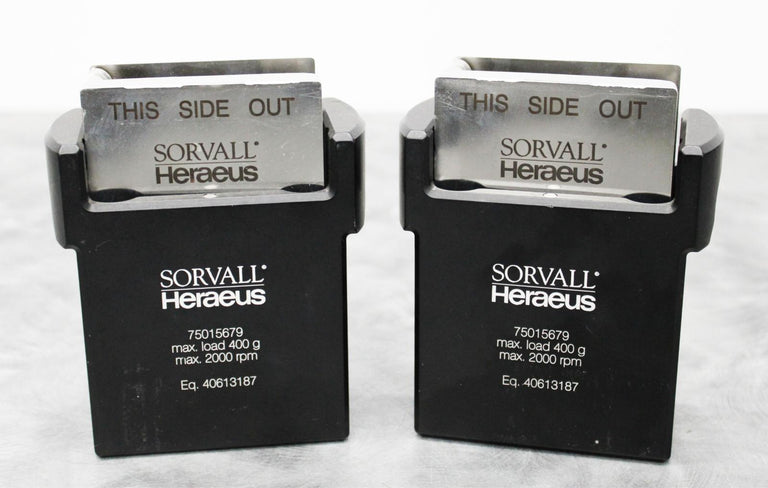 THIS SIDE OUT
SORVALL
Heraeus
SORVALL
Heraeus
75015679
max. load 400 g
max. 2000 rpm
Eq. 40613187
THIS SIDE OUT
SORVALL
Heraeus
SORVALL
Heraeus
75015679
max. load 400 g
max. 2000 rpm
Eq. 40613187